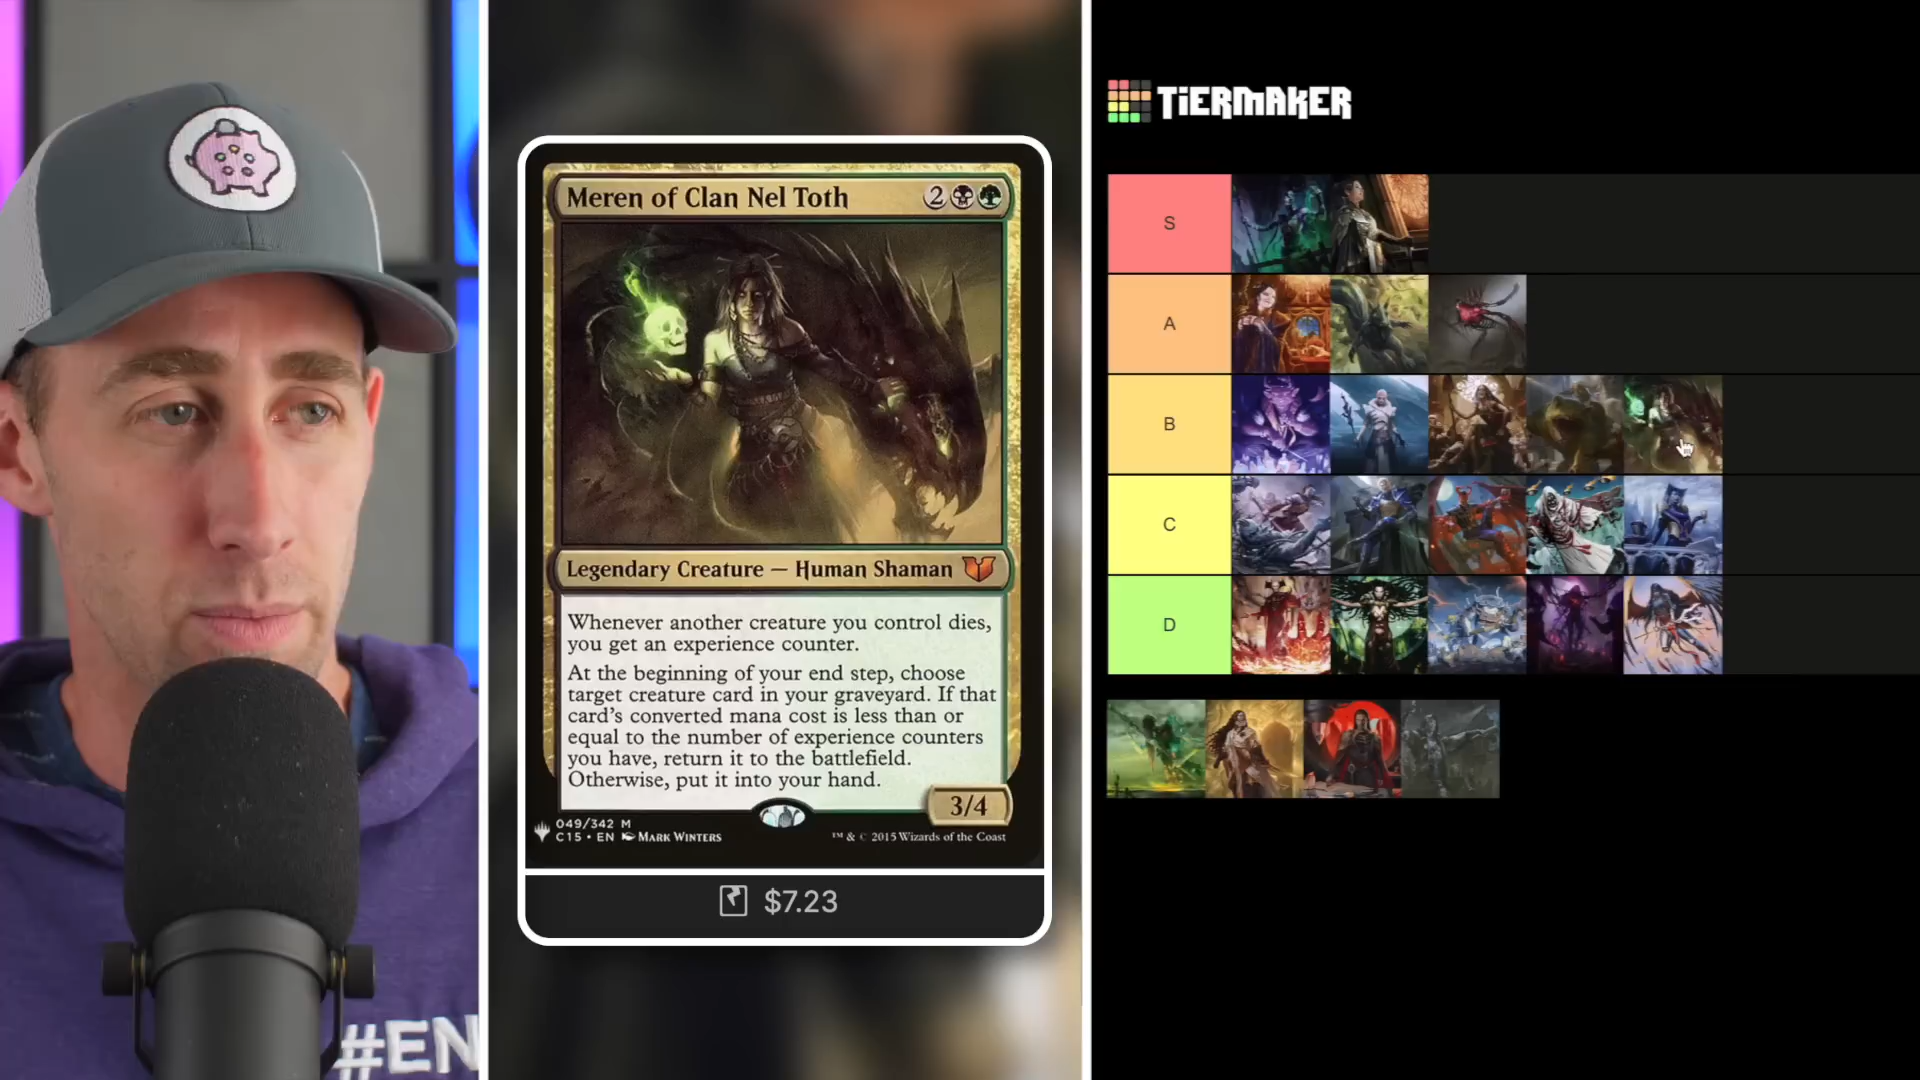 #EN
Meren of Clan Nel Toth 2
Legendary Creature — Human Shaman
Whenever another creature you control dies,
you get an experience counter.
At the beginning of your end step, choose
target creature card in your graveyard. If that
card's converted mana cost is less than or
equal to the number of experience counters
you have, return it to the battlefield.
Otherwise, put it into your hand.
3/4
049/342 M
C15 • EN MARK WINTERS
™ & © 2015 Wizards of the Coast
$7.23
TIERMAKER
S
A
B
C
D